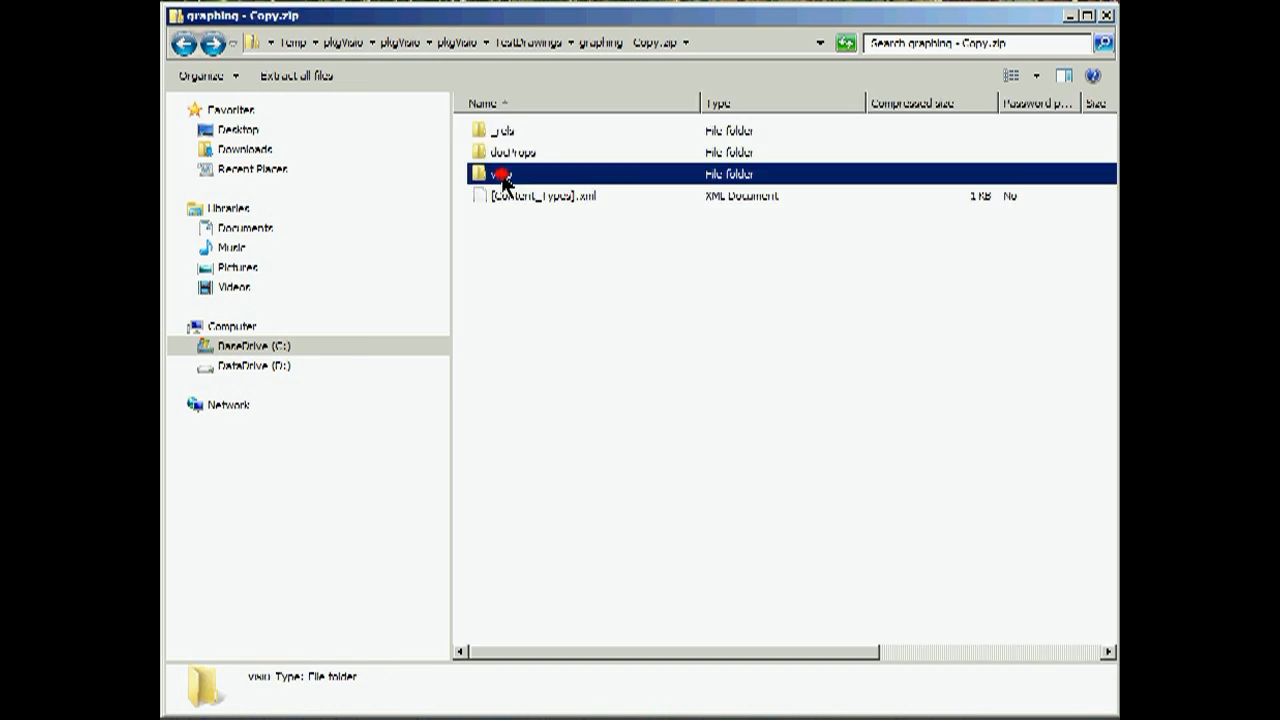 graphing - Copy.zip
Temp pkgVisio pkgVisio pkgVisio TestDrawings graphing - Copy.zip
Search graphing - Copy.zip
Organize Extract all files
Favorites
Desktop
Downloads
Recent Places
Libraries
Documents
Music
Pictures
Videos
Computer
BaseDrive (C:)
DataDrive (D:)
Network
Name Type Compressed size Password p... Size
_rels File folder
docProps File folder
File folder
[Content_Types].xml XML Document 1 KB No
visio Type: File folder